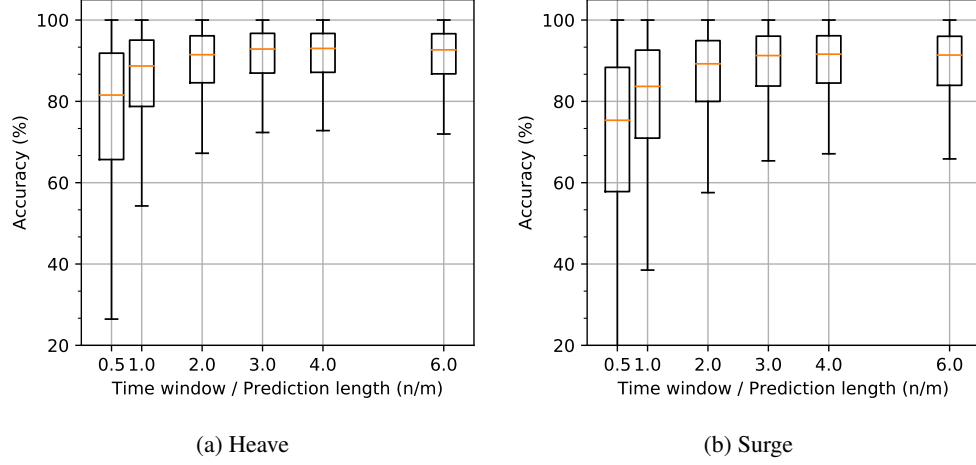 100
80
60
40
20
Accuracy (%)
0.5 1.0 2.0 3.0 4.0 6.0
Time window / Prediction length (n/m)
(a) Heave
100
80
60
40
20
Accuracy (%)
0.5 1.0 2.0 3.0 4.0 6.0
Time window / Prediction length (n/m)
(b) Surge